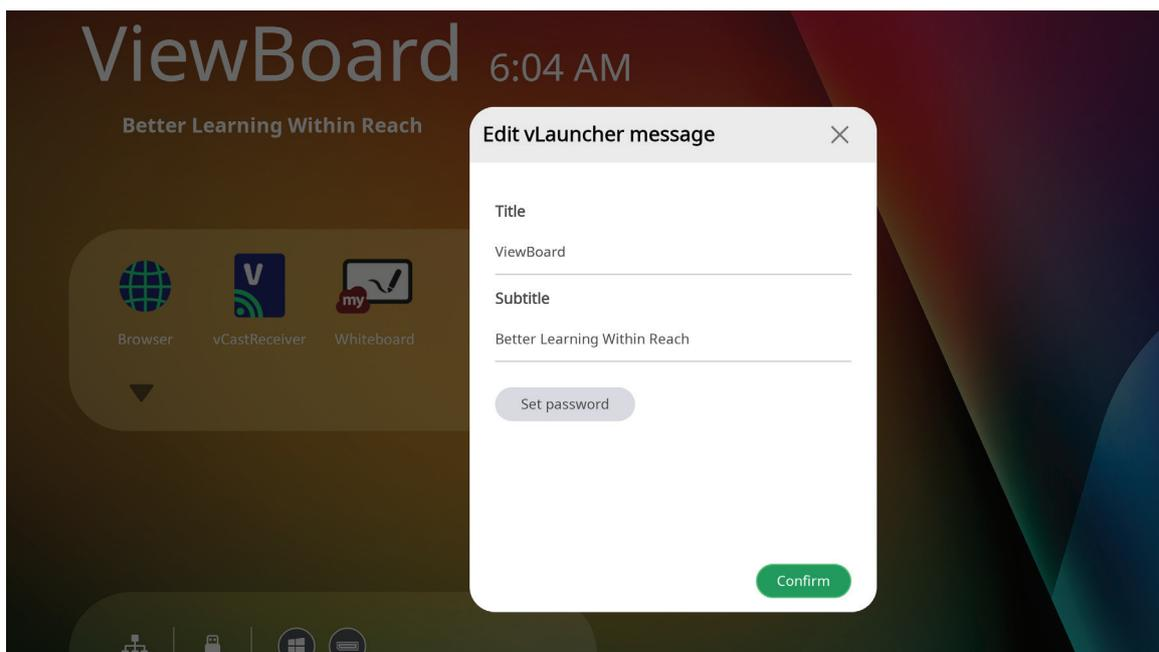 ViewBoard 6:04 AM
Better Learning Within Reach
Edit vLauncher message
Title
ViewBoard
Subtitle
Better Learning Within Reach
Set password
Confirm
V
my
Browser vCastReceiver Whiteboard